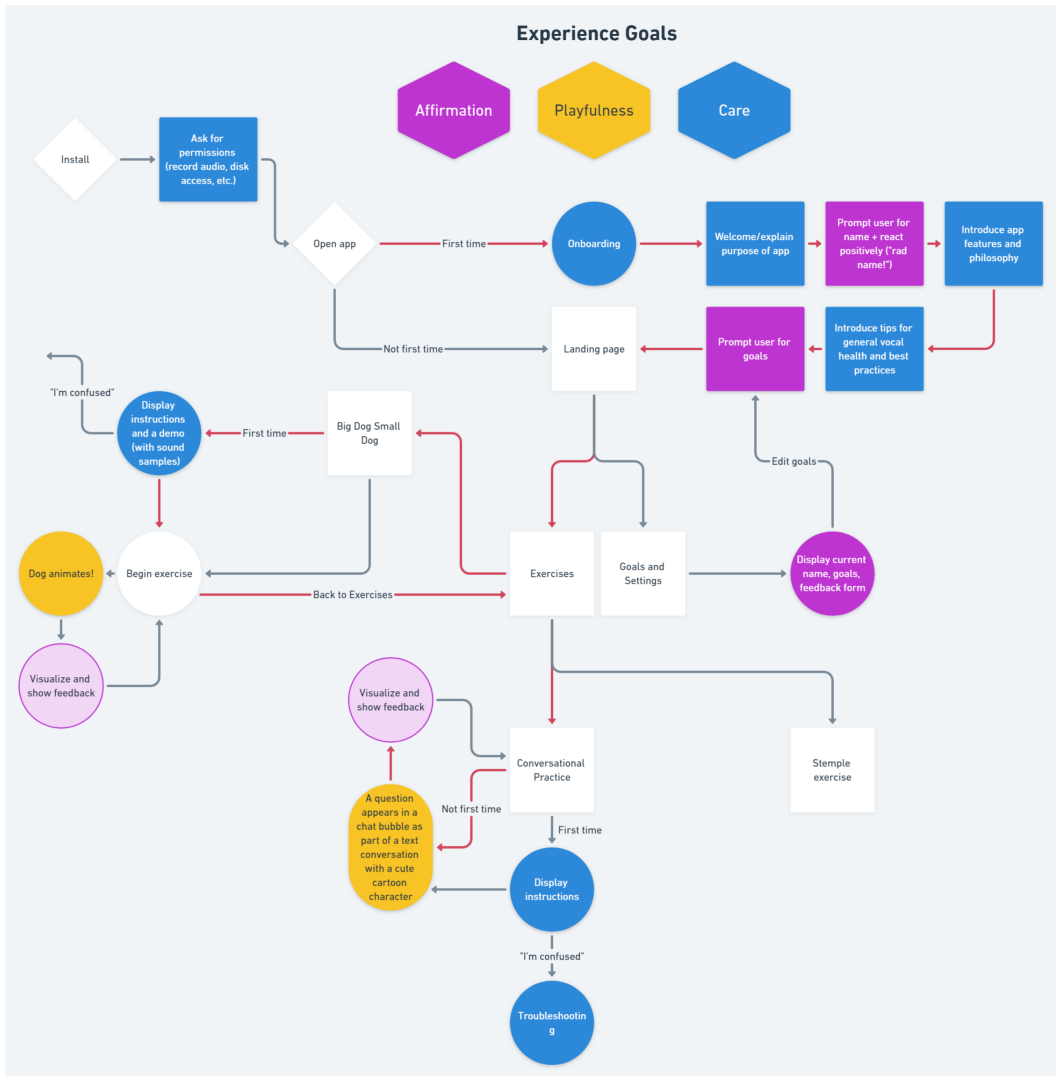 Experience Goals
Affirmation
Playfulness
Care
Install
Ask for
permissions
(record audio, disk
access, etc.)
Open app
First time
Onboarding
Welcome/explain
purpose of app
Prompt user for
name + react
positively ("rad
name!")
Introduce app
features and
philosophy
Not first time
Landing page
Prompt user for
goals
Introduce tips for
general vocal
health and best
practices
"I'm confused"
Display
instructions
and a demo
(with sound
samples)
First time
Big Dog Small
Dog
Edit goals
Dog animates!
Begin exercise
Exercises
Goals and
Settings
Display current
name, goals,
feedback form
Back to Exercises
Visualize and
show feedback
Visualize and
show feedback
Conversational
Practice
Stemple
exercise
A question
appears in a
chat bubble as
part of a text
conversation
with a cute
cartoon
character
Not first time
First time
Display
instructions
"I'm confused"
Troubleshootin
g